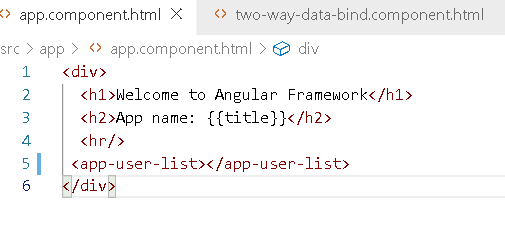 app.component.html × two-way-data-bind.component.html
src > app > app.component.html > div
1 <div>
2 <h1>Welcome to Angular Framework</h1>
3 <h2>App name: {{title}}</h2>
4 <hr/>
5 <app-user-list></app-user-list>
6 </div>